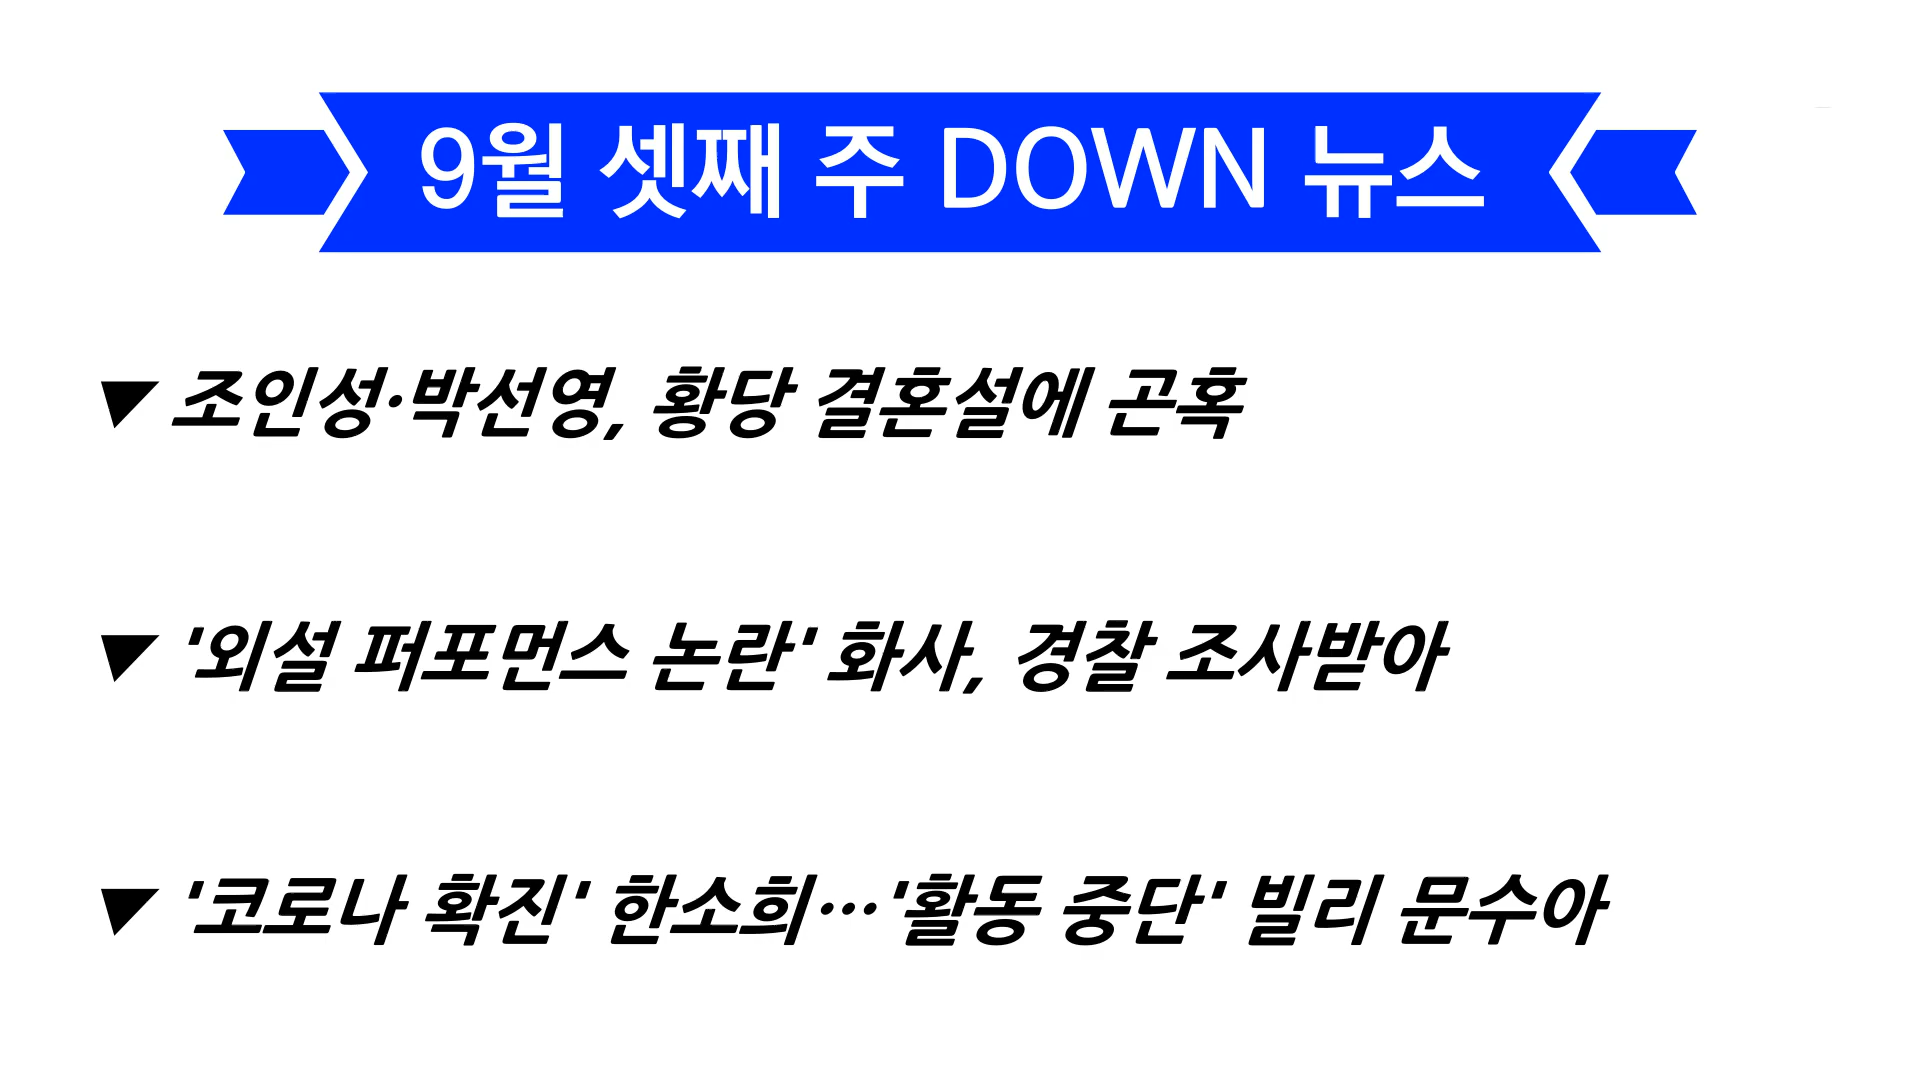 9월 셋째 주 DOWN 뉴스
▼ 조인성·박선영, 황당 결혼설에 곤혹
▼ '외설 퍼포먼스 논란' 화사, 경찰 조사받아
▼ '코로나 확진' 한소희…'활동 중단' 빌리 문수아